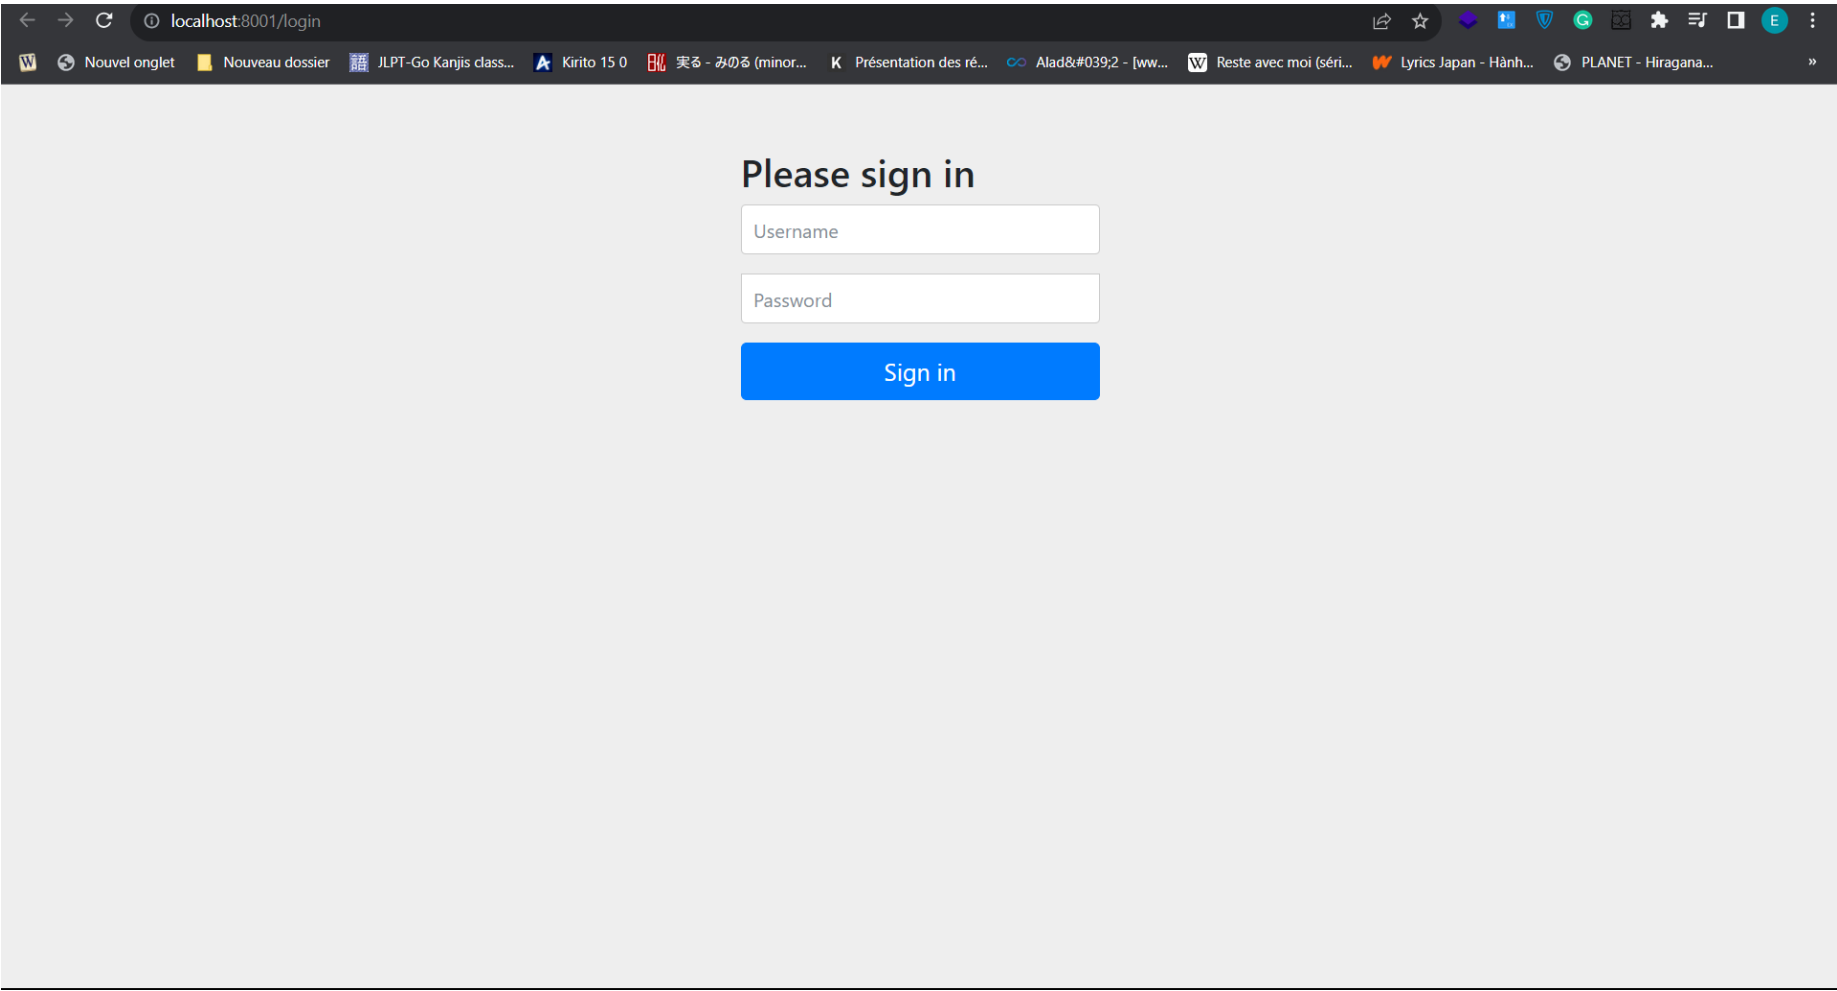 localhost:8001/login
E
Nouvel onglet Nouveau dossier JLPT-Go Kanjis class... Kirito 15 0 実る - みのる (minor... K Présentation des ré... Alad&#039;2 - [ww... W Reste avec moi (séri... Lyrics Japan - Hành... PLANET - Hiragana... »
Please sign in
Username
Password
Sign in